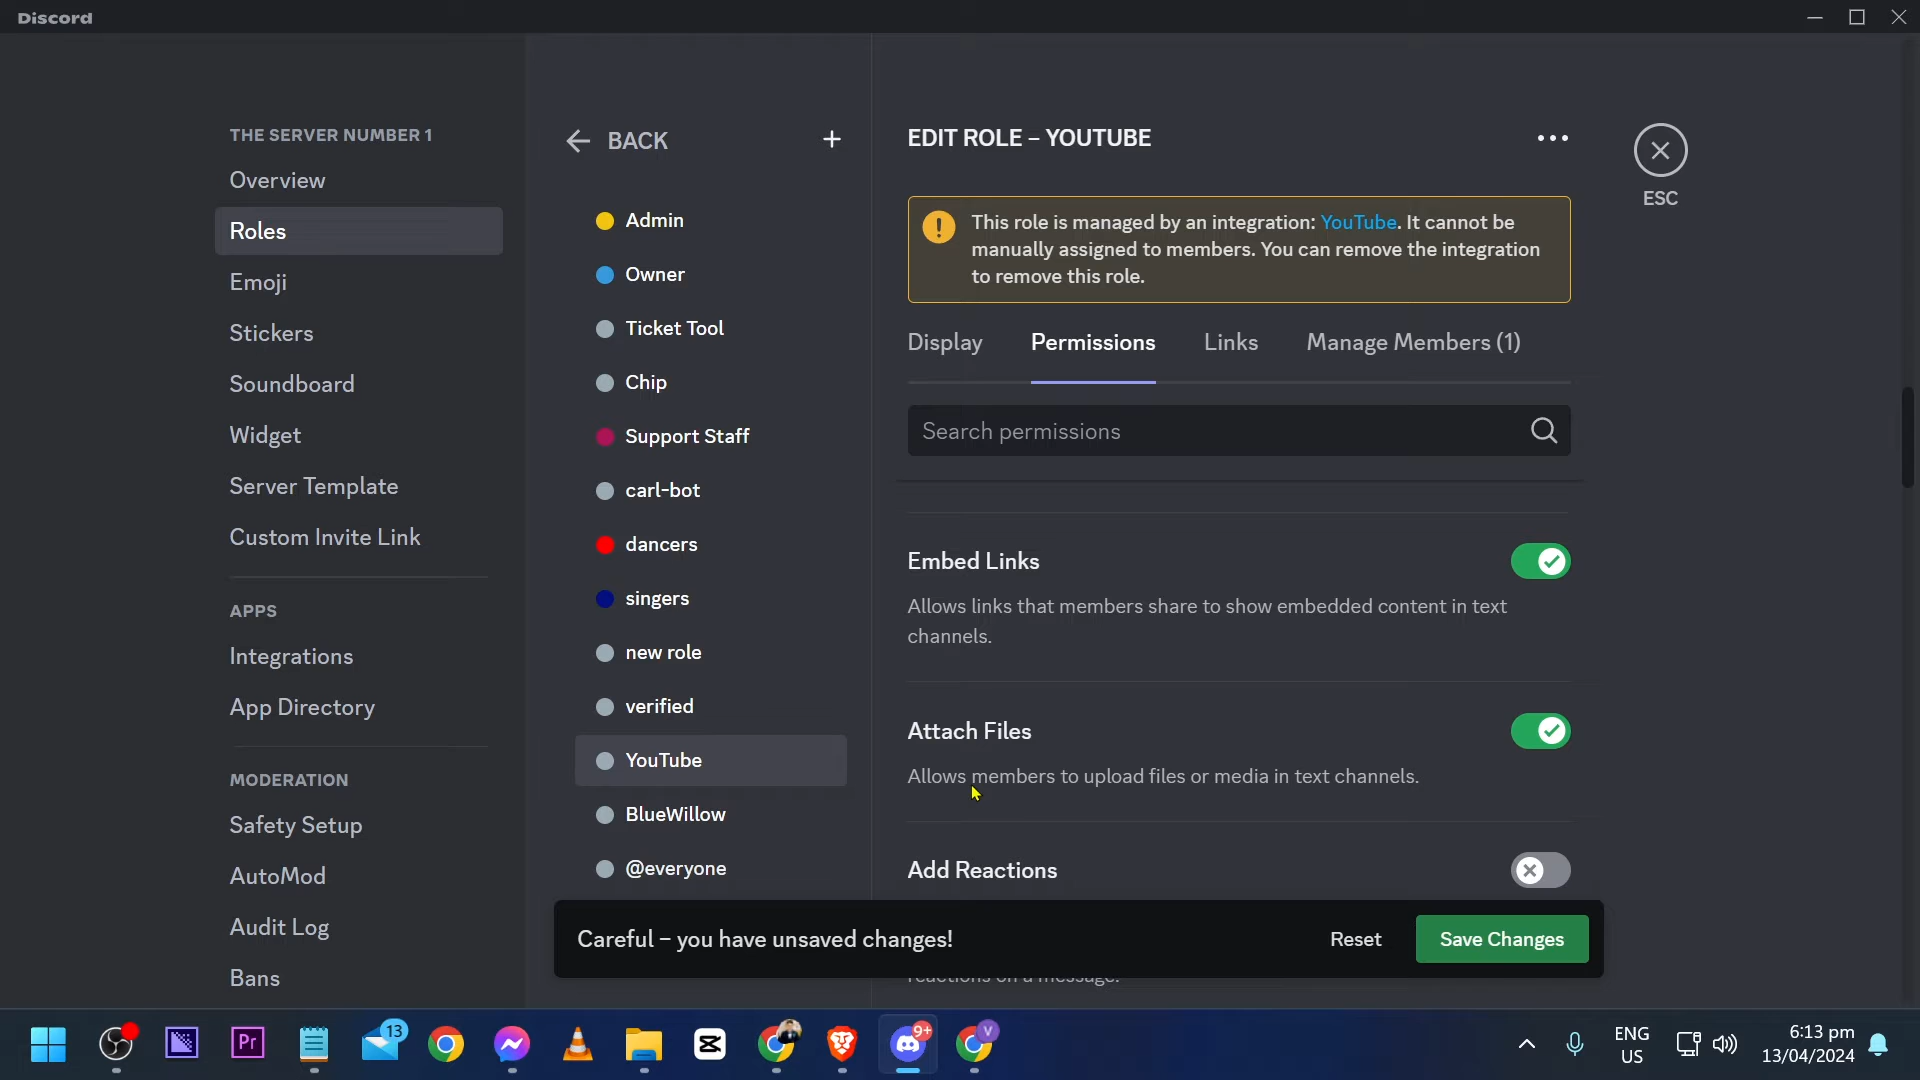 Discord
THE SERVER NUMBER 1
Overview
Roles
Emoji
Stickers
Soundboard
Widget
Server Template
Custom Invite Link
APPS
Integrations
App Directory
MODERATION
Safety Setup
AutoMod
Audit Log
Bans
BACK
+
Admin
Owner
Ticket Tool
Chip
Support Staff
carl-bot
dancers
singers
new role
verified
YouTube
BlueWillow
@everyone
EDIT ROLE – YOUTUBE
ESC
This role is managed by an integration: YouTube. It cannot be
manually assigned to members. You can remove the integration
to remove this role.
Display Permissions Links Manage Members (1)
Search permissions
Embed Links
Allows links that members share to show embedded content in text
channels.
Attach Files
Allows members to upload files or media in text channels.
Add Reactions
Careful – you have unsaved changes!
Reset
Save Changes
reactions on a message.
Pr
13
9+
V
ENG
US
6:13 pm
13/04/2024